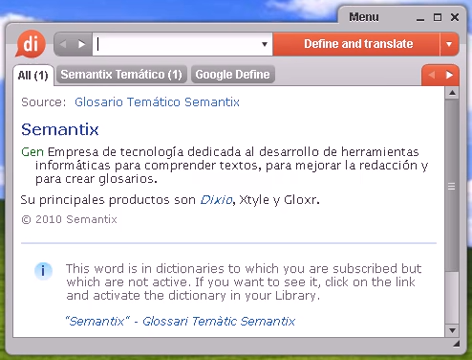 Menu
di
Define and translate
All (1) Semantix Temático (1) Google Define
Source: Glosario Temático Semantix
Semantix
Gen Empresa de tecnología dedicada al desarrollo de herramientas
informáticas para comprender textos, para mejorar la redacción y
para crear glosarios.
Su principales productos son Dixio, Xtyle y Gloxr.
© 2010 Semantix
i
This word is in dictionaries to which you are subscribed but
which are not active. If you want to see it, click on the link
and activate the dictionary in your Library.
"Semantix" - Glossari Temàtic Semantix